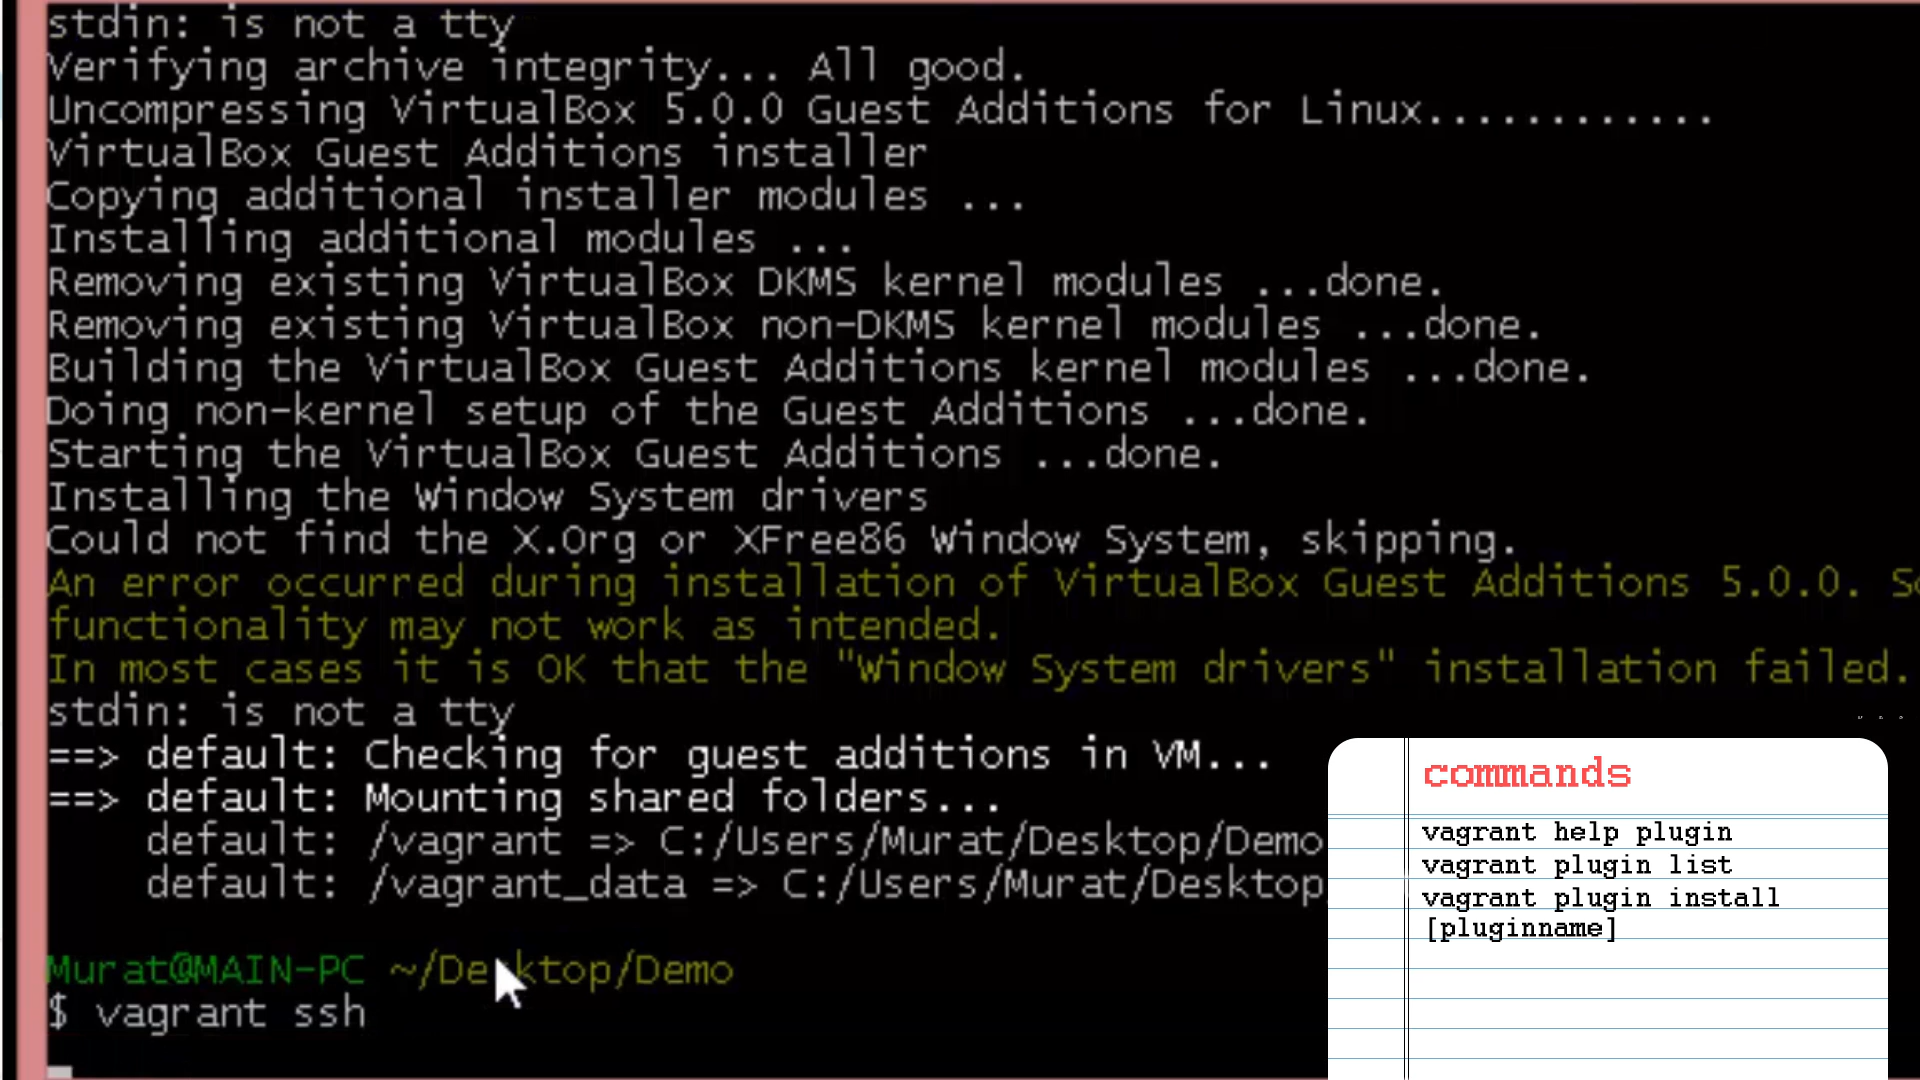 stdin: is not a tty
Verifying archive integrity... All good.
Uncompressing VirtualBox 5.0.0 Guest Additions for Linux............
VirtualBox Guest Additions installer
Copying additional installer modules ...
Installing additional modules ...
Removing existing VirtualBox DKMS kernel modules ...done.
Removing existing VirtualBox non-DKMS kernel modules ...done.
Building the VirtualBox Guest Additions kernel modules ...done.
Doing non-kernel setup of the Guest Additions ...done.
Starting the VirtualBox Guest Additions ...done.
Installing the Window System drivers
Could not find the X.Org or XFree86 Window System, skipping.
An error occurred during installation of VirtualBox Guest Additions 5.0.0.
functionality may not work as intended.
In most cases it is OK that the "Window System drivers" installation failed.
stdin: is not a tty
==> default: Checking for guest additions in VM...
==> default: Mounting shared folders...
default: /vagrant => C:/Users/Murat/Desktop/Demo
default: /vagrant_data => C:/Users/Murat/Desktop
Murat@MAIN-PC ~/Desktop/Demo
$ vagrant ssh
commands
vagrant help plugin
vagrant plugin list
vagrant plugin install
[pluginname]